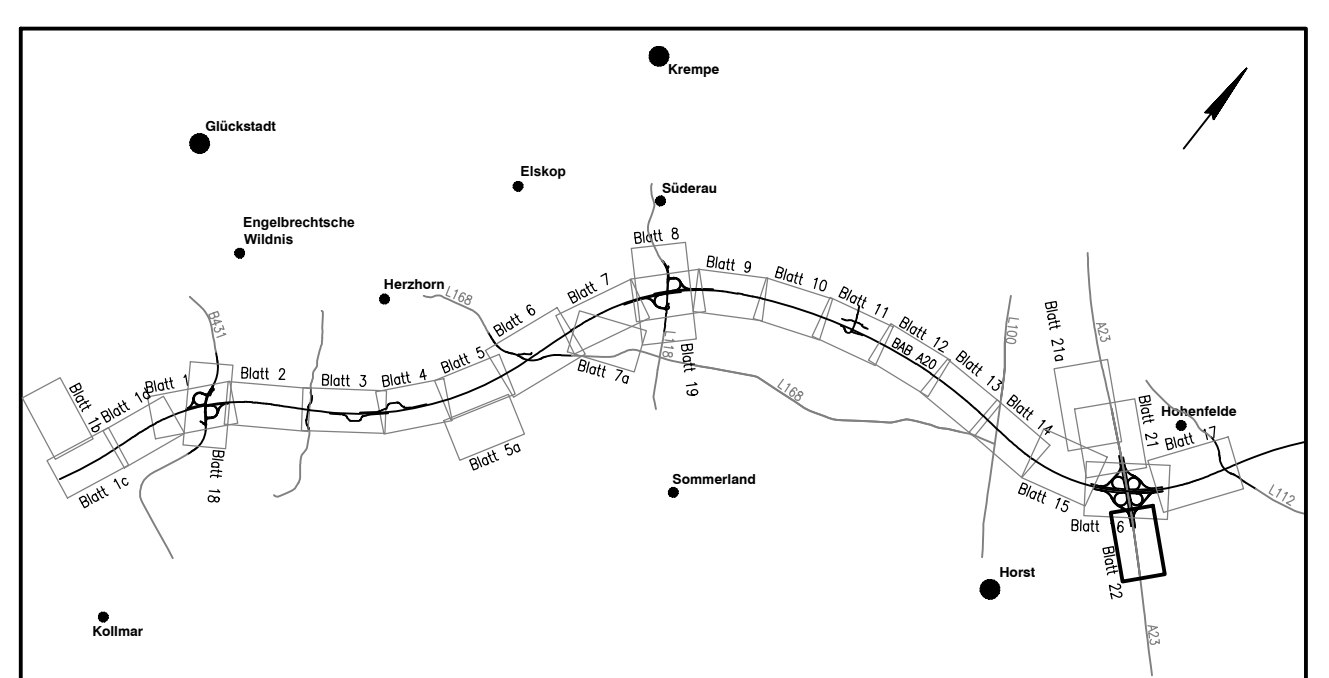 Krempe
Glückstadt
Elskop
Süderau
Engelbrechtsche
Wildnis
Herzhorn
L168
B431
Blatt 1b
Blatt 1a
Blatt 1
Blatt 1c
Blatt 18
Blatt 2
Blatt 3
Blatt 4
Blatt 5
Blatt 5a
Blatt 6
Blatt 7
Blatt 7a
Blatt 8
L118
Blatt 19
Blatt 9
Blatt 10
Blatt 11
Blatt 12
BAB A20
Blatt 13
Blatt 14
L168
L100
Blatt 15
Blatt 21a
A23
Blatt 21
Hohenfelde
Blatt 17
L112
Blatt 16
Blatt 22
Sommerland
Horst
A23
Kollmar